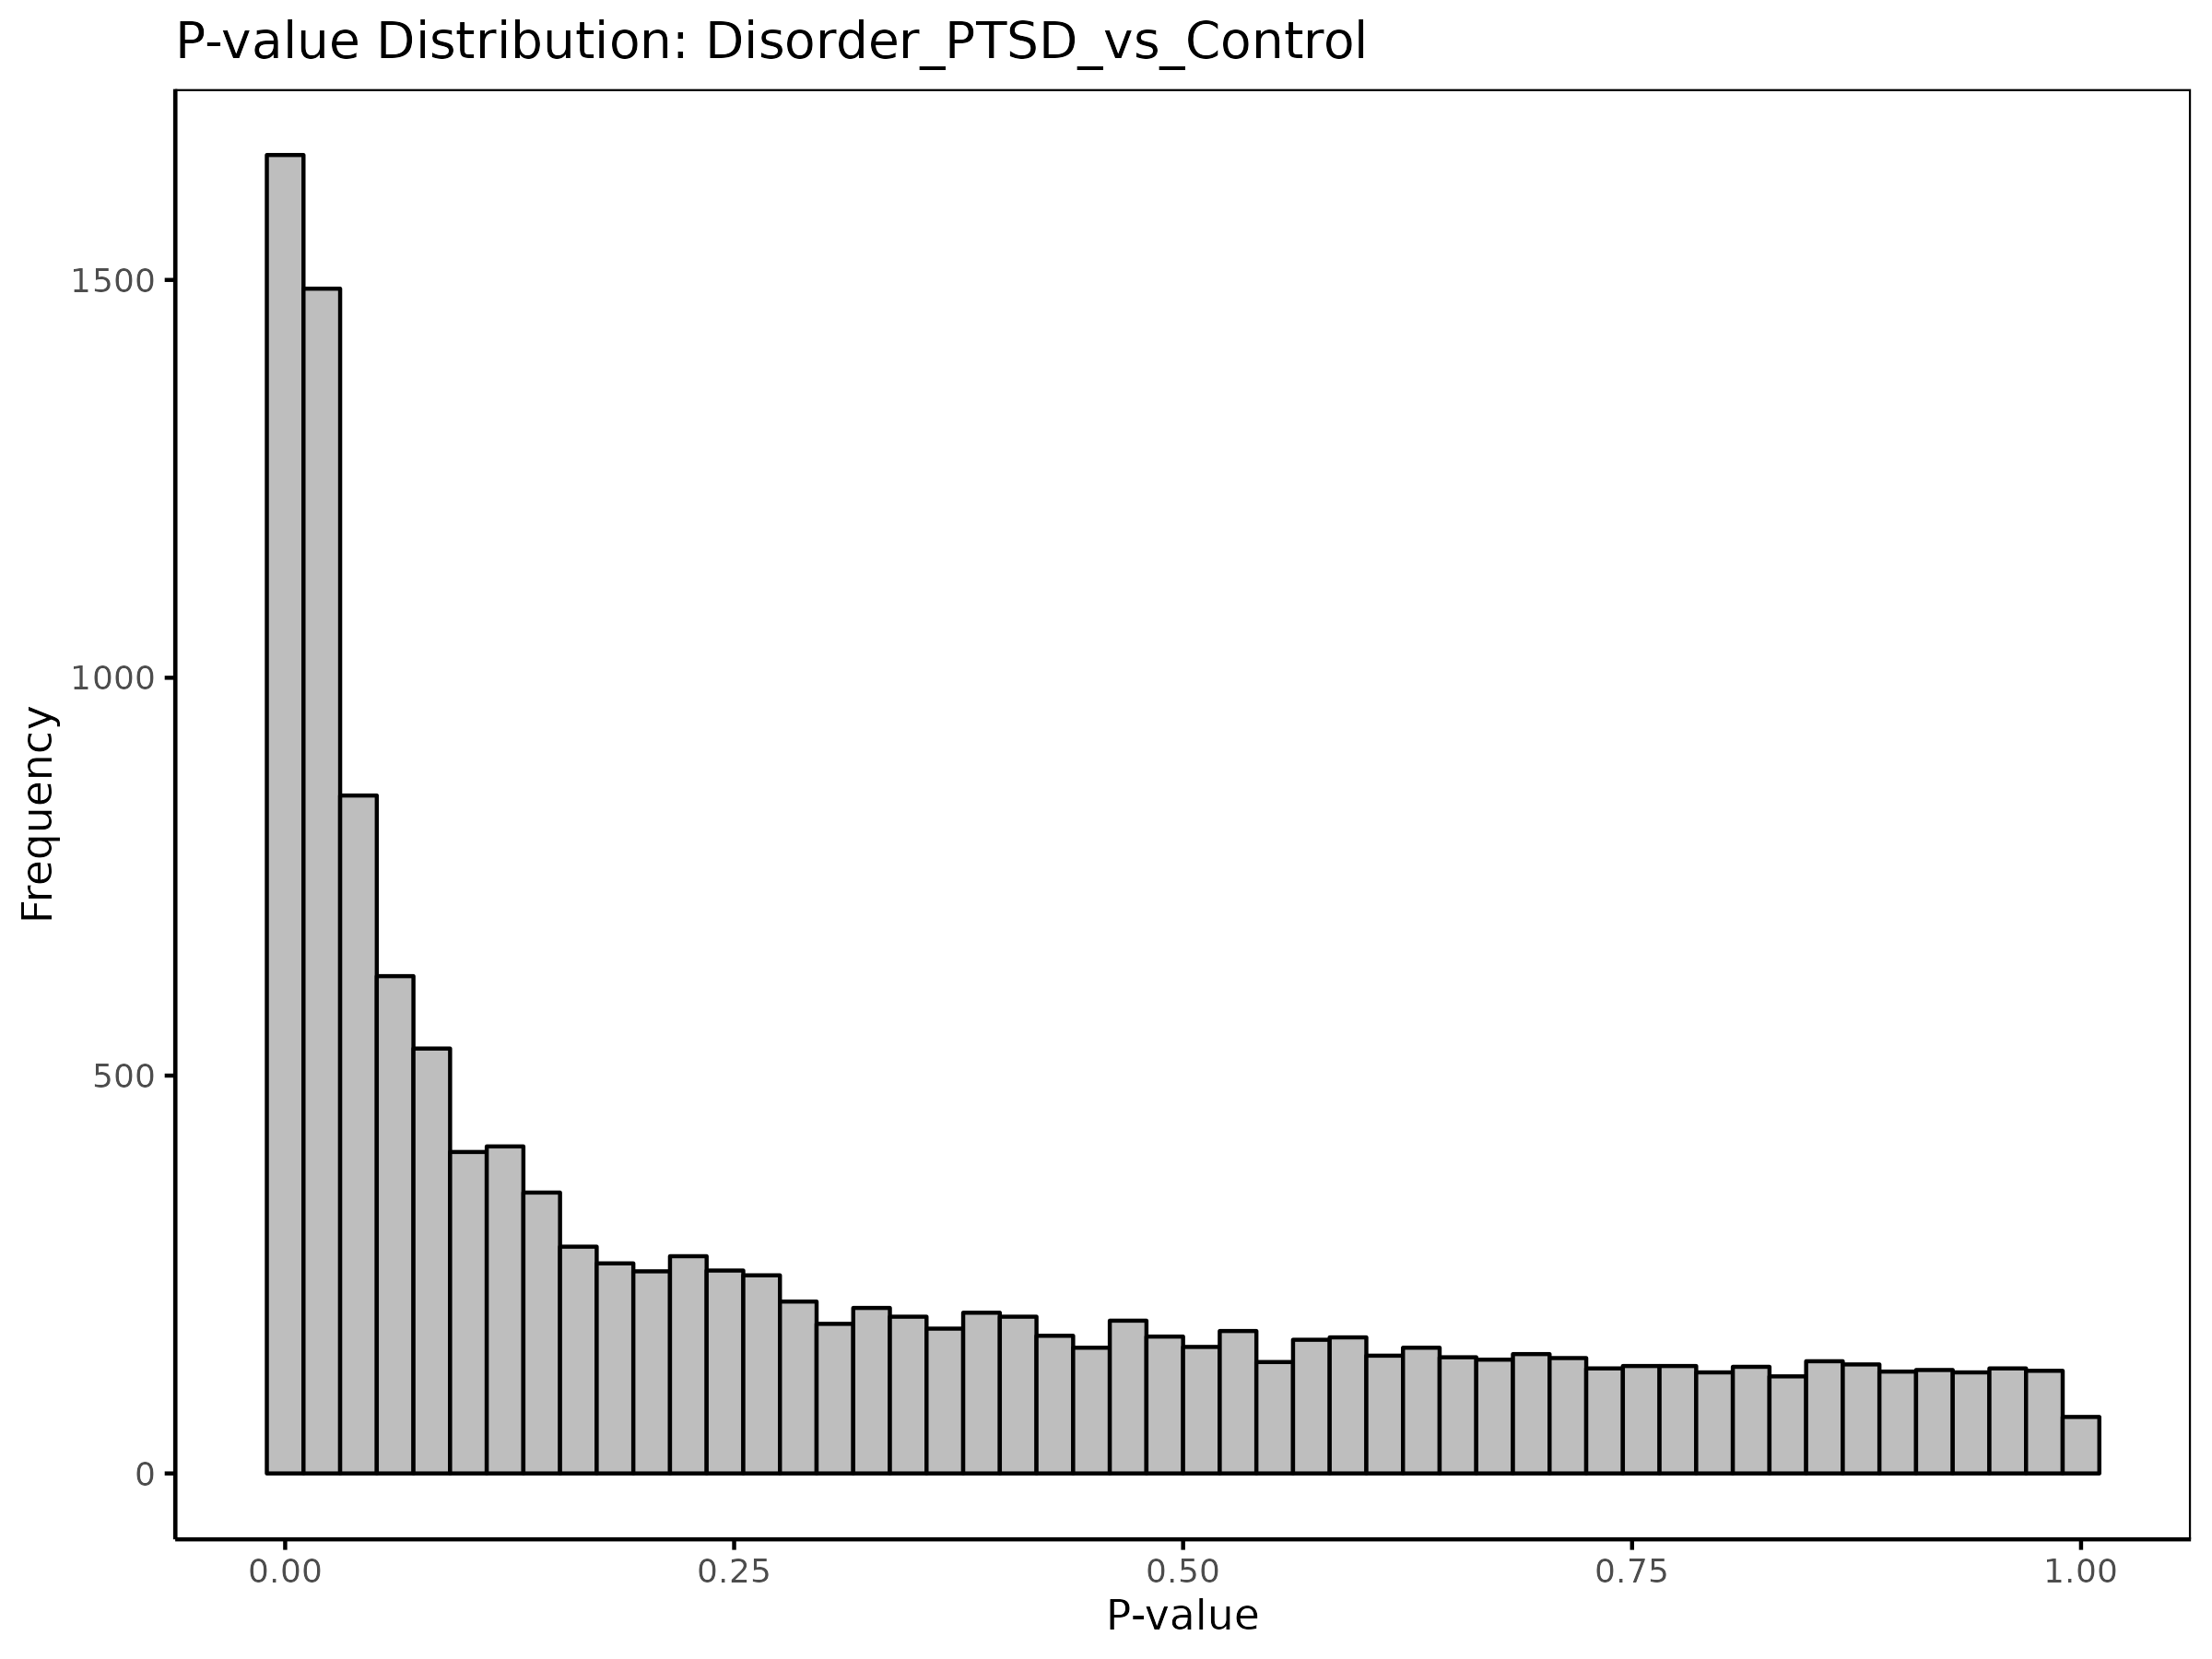 P-value Distribution: Disorder_PTSD_vs_Control
1500
1000
500
0
Frequency
0.00 0.25 0.50 0.75 1.00
P-value